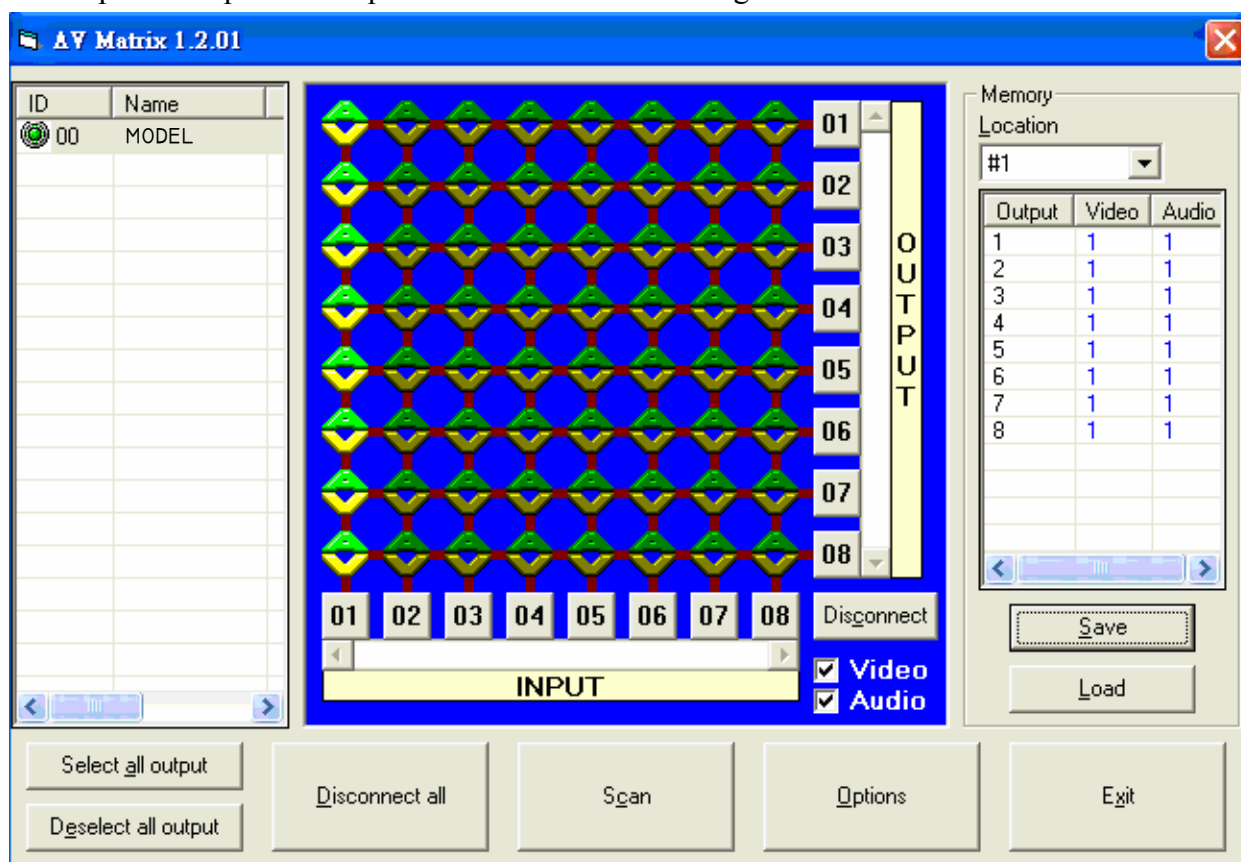 AV Matrix 1.2.01
ID Name
00 MODEL
01
02
03
04
05
06
07
08
OUTPUT
01 02 03 04 05 06 07 08
Disconnect
INPUT
Video
Audio
Memory
Location
#1
Output Video Audio
1 1 1
2 1 1
3 1 1
4 1 1
5 1 1
6 1 1
7 1 1
8 1 1
Save
Load
Select all output
Deselect all output
Disconnect all
Scan
Options
Exit